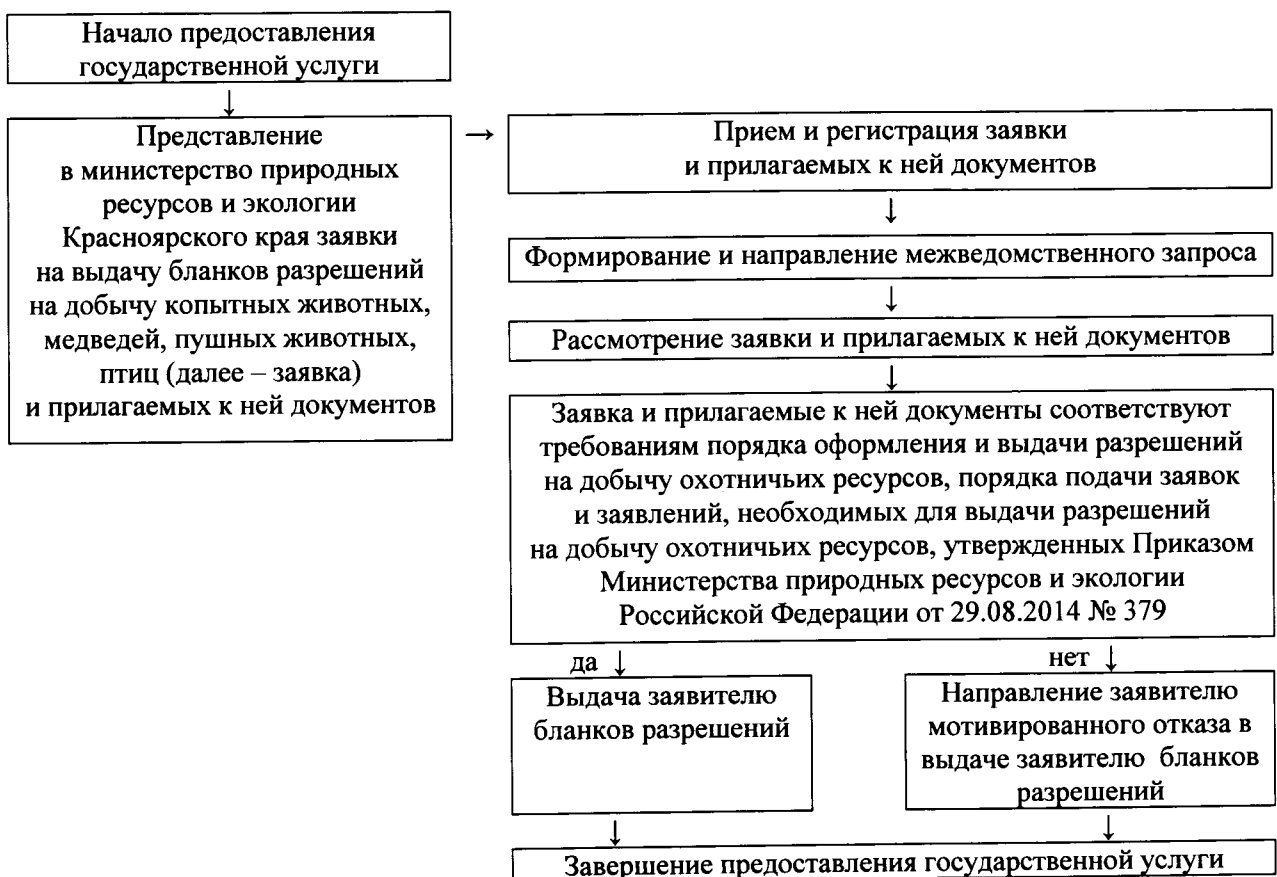 Начало предоставления
государственной услуги
↓
Представление
в министерство природных
ресурсов и экологии
Красноярского края заявки
на выдачу бланков разрешений
на добычу копытных животных,
медведей, пушных животных,
птиц (далее – заявка)
и прилагаемых к ней документов
→
Прием и регистрация заявки
и прилагаемых к ней документов
↓
Формирование и направление межведомственного запроса
↓
Рассмотрение заявки и прилагаемых к ней документов
↓
Заявка и прилагаемые к ней документы соответствуют
требованиям порядка оформления и выдачи разрешений
на добычу охотничьих ресурсов, порядка подачи заявок
и заявлений, необходимых для выдачи разрешений
на добычу охотничьих ресурсов, утвержденных Приказом
Министерства природных ресурсов и экологии
Российской Федерации от 29.08.2014 № 379
да ↓
Выдача заявителю
бланков разрешений
↓
нет ↓
Направление заявителю
мотивированного отказа в
выдаче заявителю бланков
разрешений
↓
Завершение предоставления государственной услуги